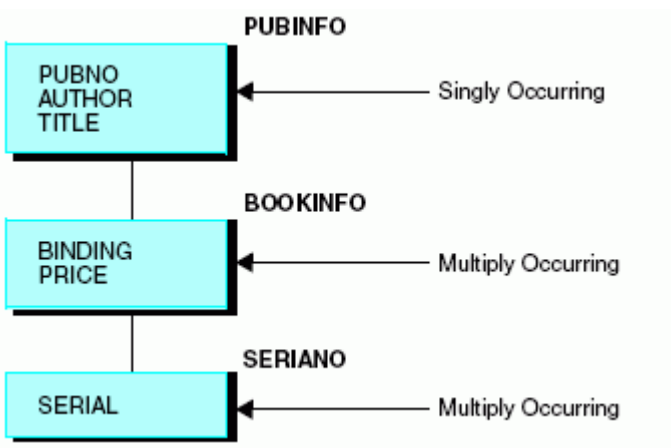 PUBINFO
PUBNO
AUTHOR
TITLE
Singly Occurring
BOOKINFO
BINDING
PRICE
Multiply Occurring
SERIANO
SERIAL
Multiply Occurring